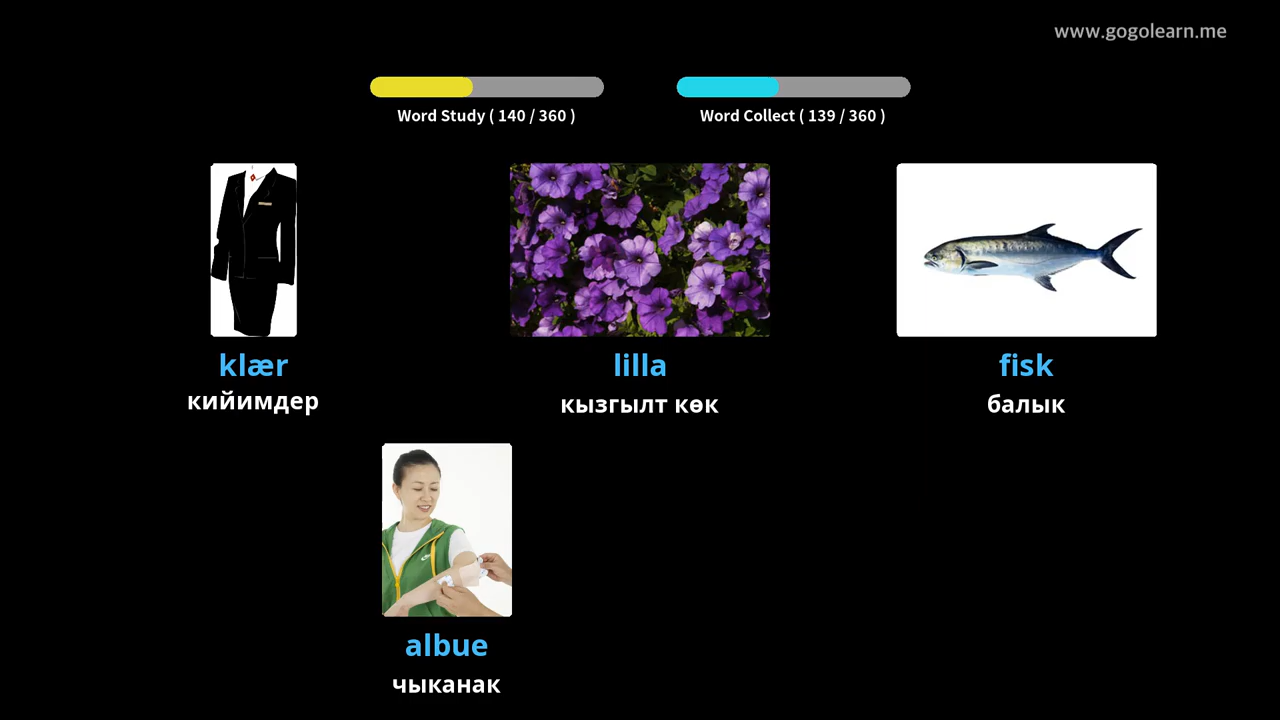 www.gogolearn.me
Word Study ( 140 / 360 )
Word Collect ( 139 / 360 )
klær
кийимдер
lilla
кызгылт көк
fisk
балык
albue
чыканак